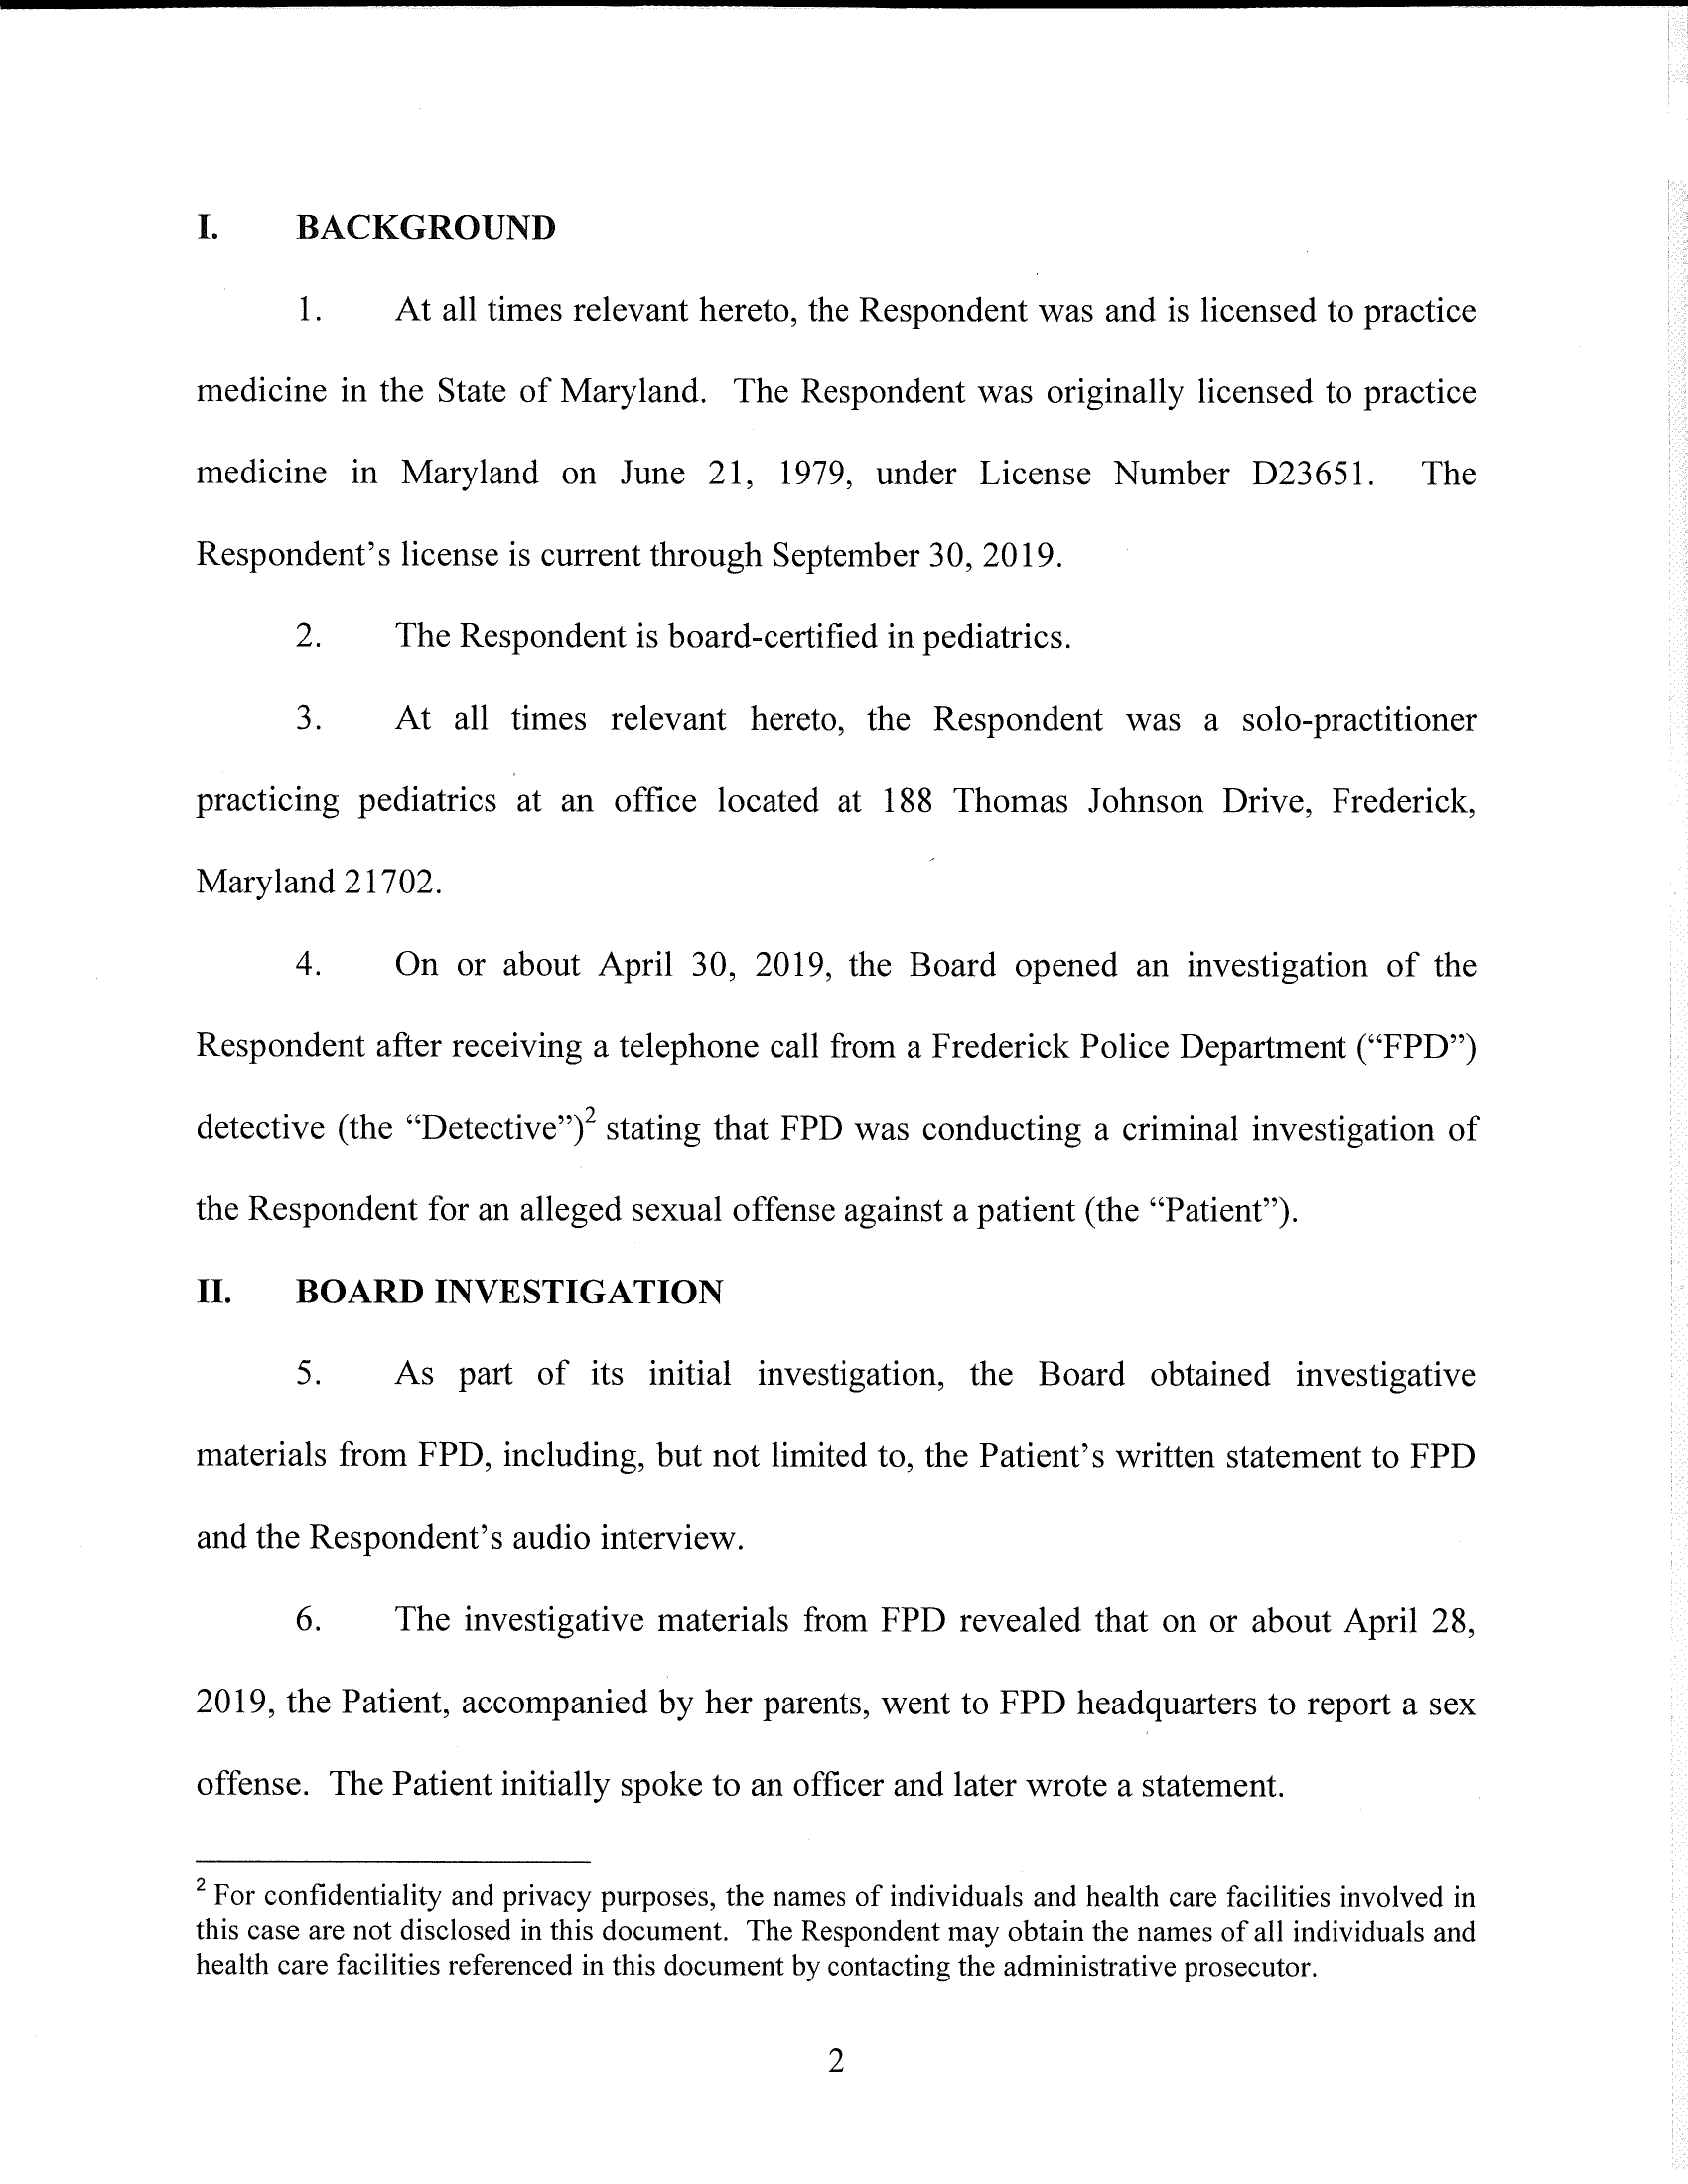 I. BACKGROUND
1. At all times relevant hereto, the Respondent was and is licensed to practice
medicine in the State of Maryland. The Respondent was originally licensed to practice
medicine in Maryland on June 21, 1979, under License Number D23651. The
Respondent’s license is current through September 30, 2019.
2. The Respondent is board-certified in pediatrics.
3. At all times relevant hereto, the Respondent was a solo-practitioner
practicing pediatrics at an office located at 188 Thomas Johnson Drive, Frederick,
Maryland 21702.
4. On or about April 30, 2019, the Board opened an investigation of the
Respondent after receiving a telephone call from a Frederick Police Department (“FPD”)
detective (the “Detective”)² stating that FPD was conducting a criminal investigation of
the Respondent for an alleged sexual offense against a patient (the “Patient”).
II. BOARD INVESTIGATION
5. As part of its initial investigation, the Board obtained investigative
materials from FPD, including, but not limited to, the Patient’s written statement to FPD
and the Respondent’s audio interview.
6. The investigative materials from FPD revealed that on or about April 28,
2019, the Patient, accompanied by her parents, went to FPD headquarters to report a sex
offense. The Patient initially spoke to an officer and later wrote a statement.
² For confidentiality and privacy purposes, the names of individuals and health care facilities involved in
this case are not disclosed in this document. The Respondent may obtain the names of all individuals and
health care facilities referenced in this document by contacting the administrative prosecutor.
2